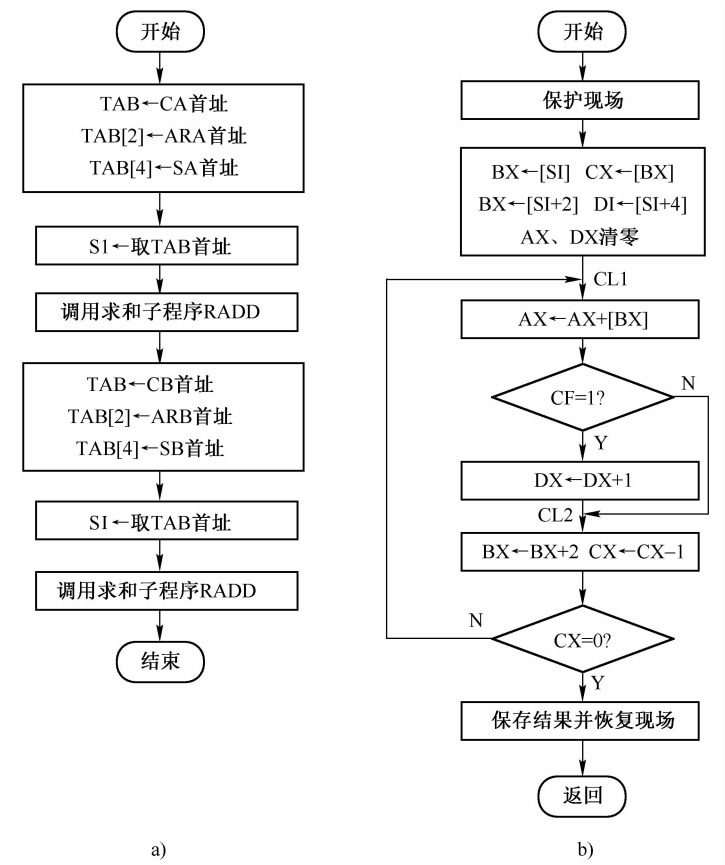 开始
TAB←CA首址
TAB[2]←ARA首址
TAB[4]←SA首址
S1←取TAB首址
调用求和子程序RADD
TAB←CB首址
TAB[2]←ARB首址
TAB[4]←SB首址
SI←取TAB首址
调用求和子程序RADD
结束
a)
开始
保护现场
BX←[SI] CX←[BX]
BX←[SI+2] DI←[SI+4]
AX、DX清零
CL1
AX←AX+[BX]
CF=1?
N
Y
DX←DX+1
CL2
BX←BX+2 CX←CX–1
N
CX=0?
Y
保存结果并恢复现场
返回
b)